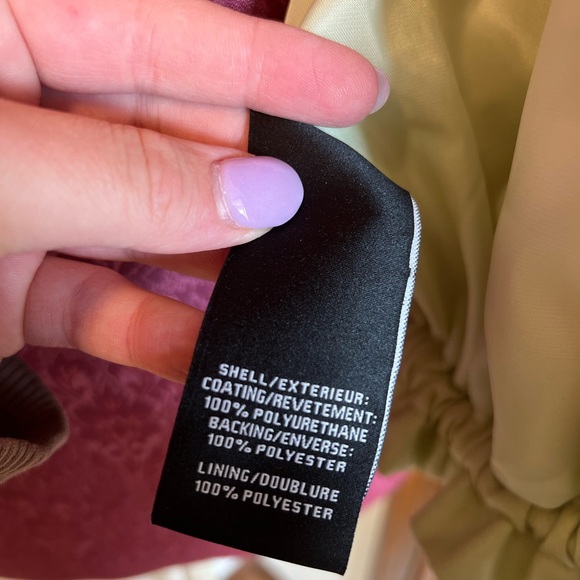 SHELL/EXTERIEUR:
COATING/REVETEMENT:
100% POLYURETHANE
BACKING/ENVERSE:
100% POLYESTER
LINING/DOUBLURE
100% POLYESTER